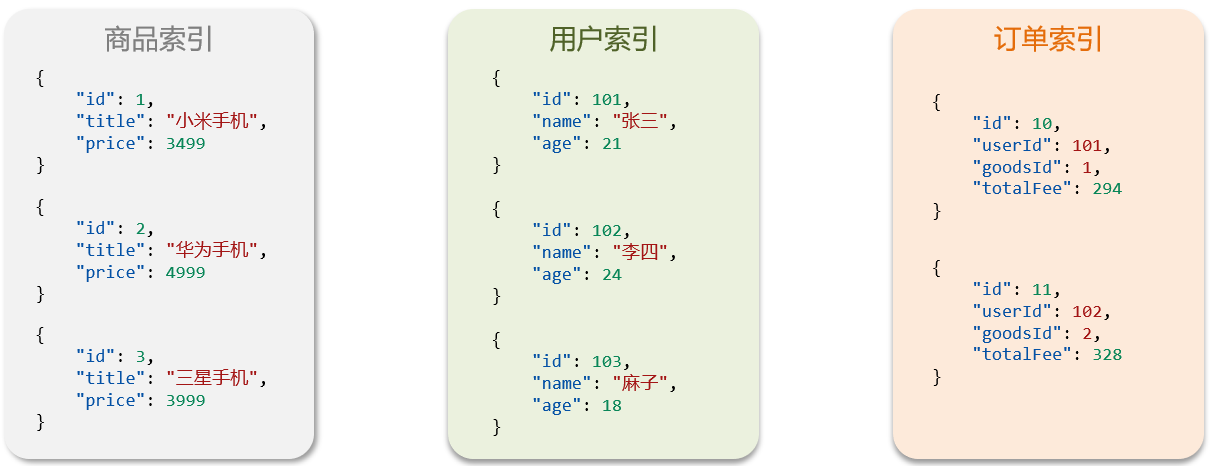 商品索引
{
"id": 1,
"title": "小米手机",
"price": 3499
}
{
"id": 2,
"title": "华为手机",
"price": 4999
}
{
"id": 3,
"title": "三星手机",
"price": 3999
}
用户索引
{
"id": 101,
"name": "张三",
"age": 21
}
{
"id": 102,
"name": "李四",
"age": 24
}
{
"id": 103,
"name": "麻子",
"age": 18
}
订单索引
{
"id": 10,
"userId": 101,
"goodsId": 1,
"totalFee": 294
}
{
"id": 11,
"userId": 102,
"goodsId": 2,
"totalFee": 328
}